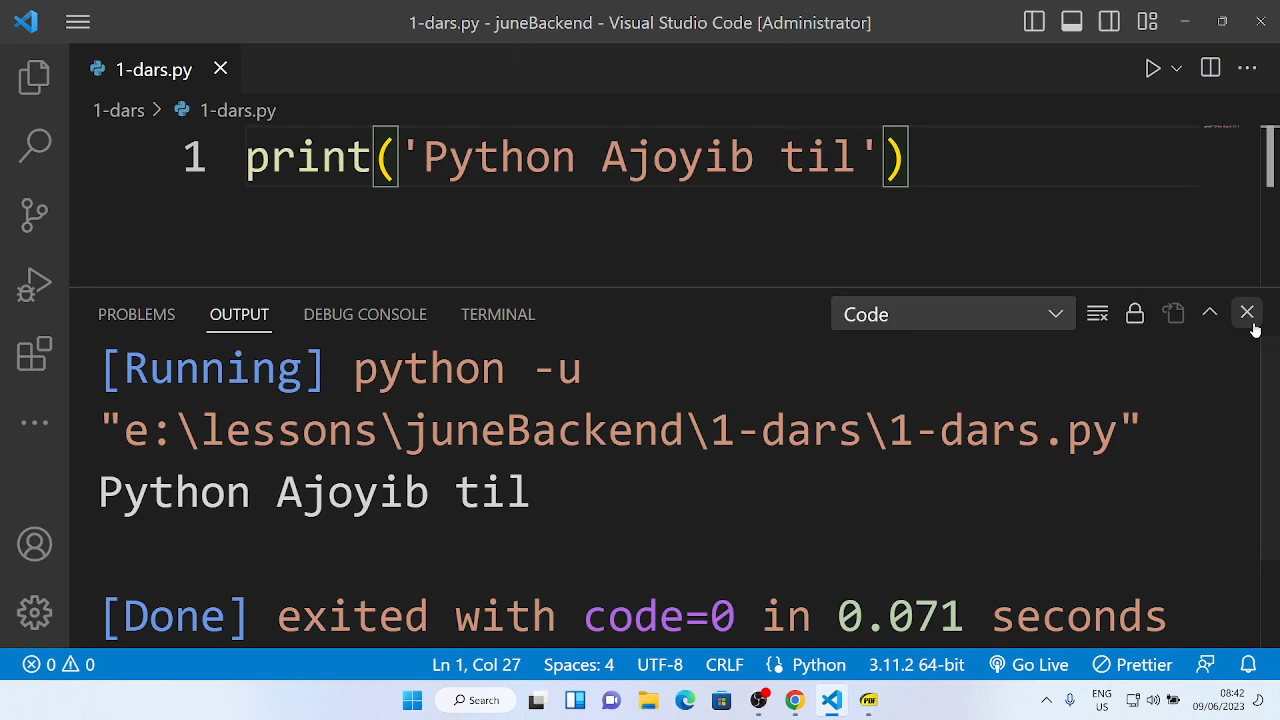 1-dars.py - juneBackend - Visual Studio Code [Administrator]
1-dars.py
1-dars > 1-dars.py
1 print('Python Ajoyib til')
PROBLEMS OUTPUT DEBUG CONSOLE TERMINAL Code
[Running] python -u
"e:\lessons\juneBackend\1-dars\1-dars.py"
Python Ajoyib til
[Done] exited with code=0 in 0.071 seconds
0 0 Ln 1, Col 27 Spaces: 4 UTF-8 CRLF Python 3.11.2 64-bit Go Live Prettier
Search PDF ENG 08:42
US 09/06/2023